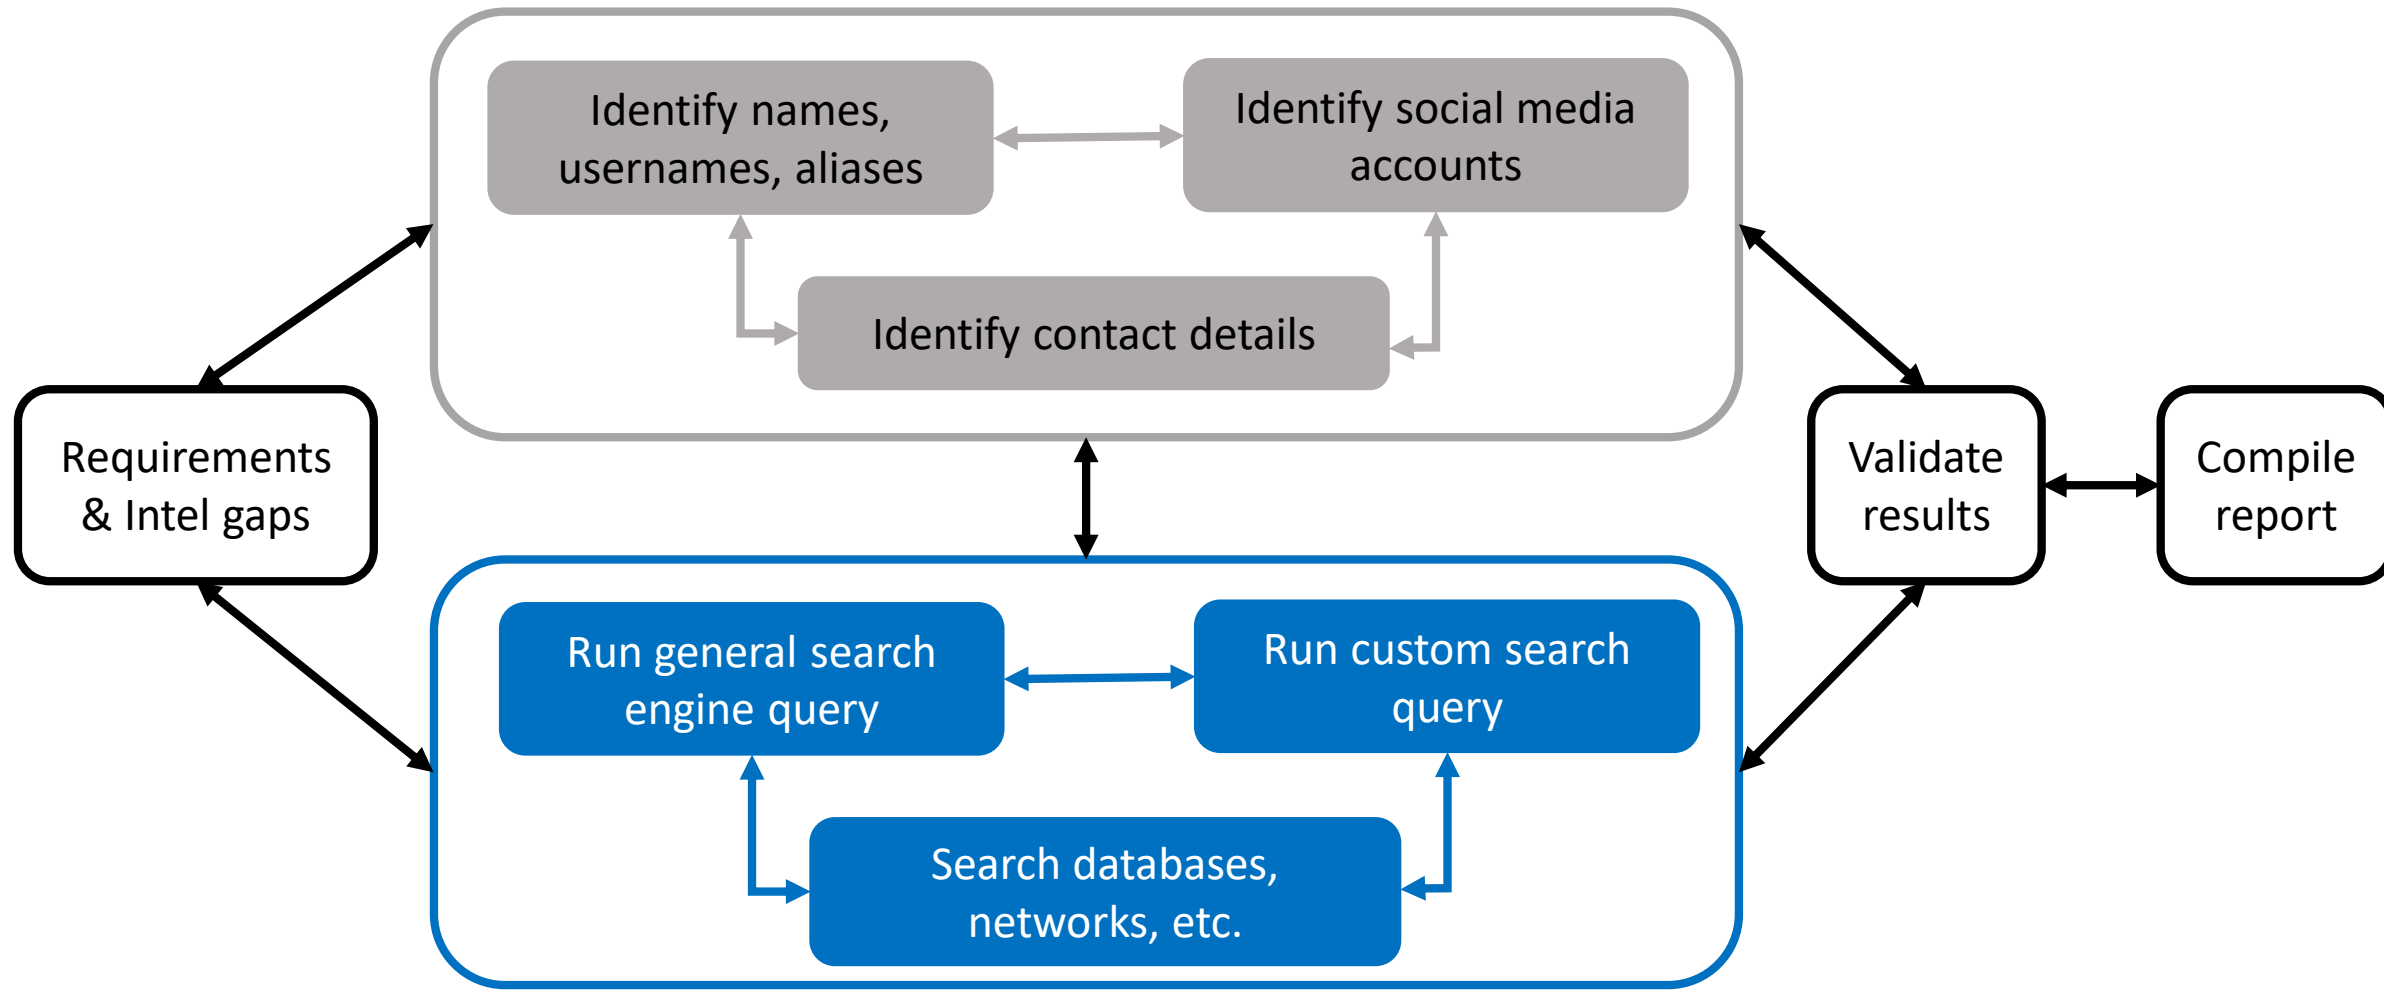 Identify names,
usernames, aliases
Identify social media
accounts
Identify contact details
Requirements
& Intel gaps
Validate
results
Compile
report
Run general search
engine query
Run custom search
query
Search databases,
networks, etc.